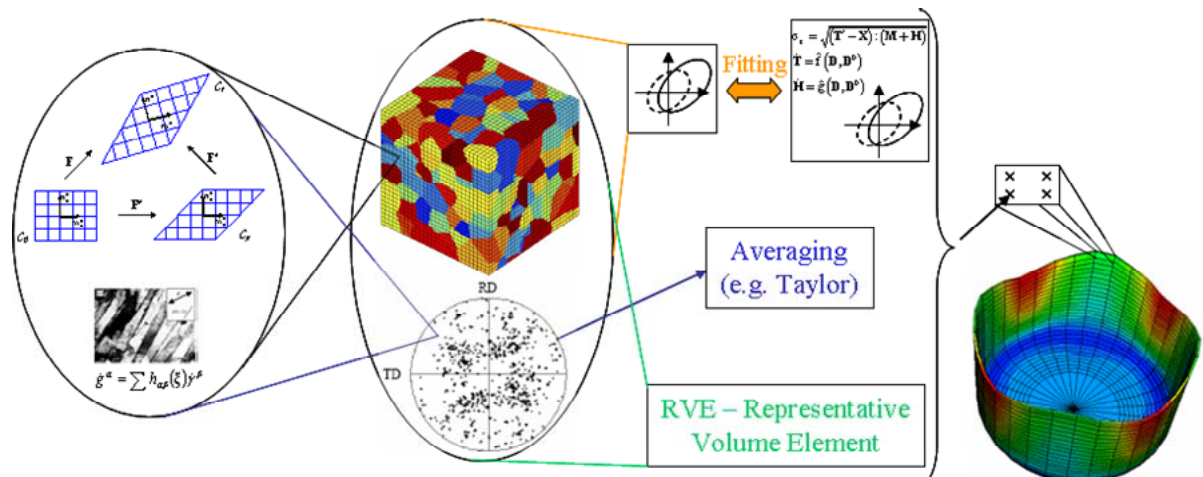 C_t
F
F^e
F^p
C_0
C_p
ġ^α = ∑ h_αβ(ξ)γ̇^β
RD
TD
Fitting
σ_e = √(T' − X) : (M + H)
Ṫ = f̂(D, D^p)
Ḣ = ĝ(D, D^p)
Averaging
(e.g. Taylor)
RVE – Representative
Volume Element